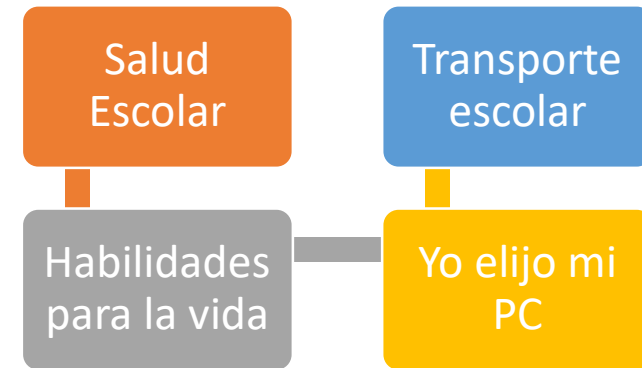 Salud
Escolar
Transporte
escolar
Habilidades
para la vida
Yo elijo mi
PC